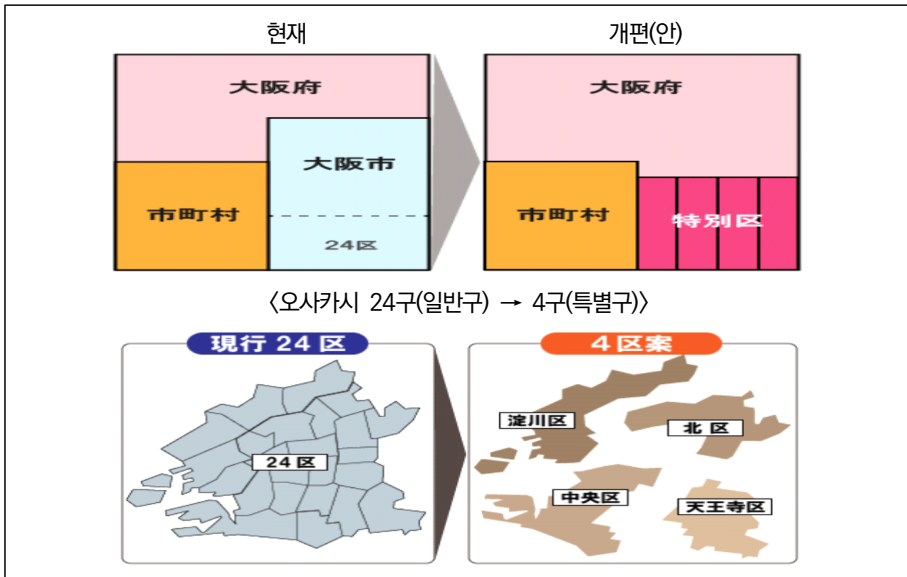 현재 개편(안)
大阪府 大阪府
大阪市
市町村 市町村 特別区
24区
〈오사카시 24구(일반구) → 4구(특별구)〉
現行 24 区 4区案
淀川区 北区
24 区
中央区 天王寺区